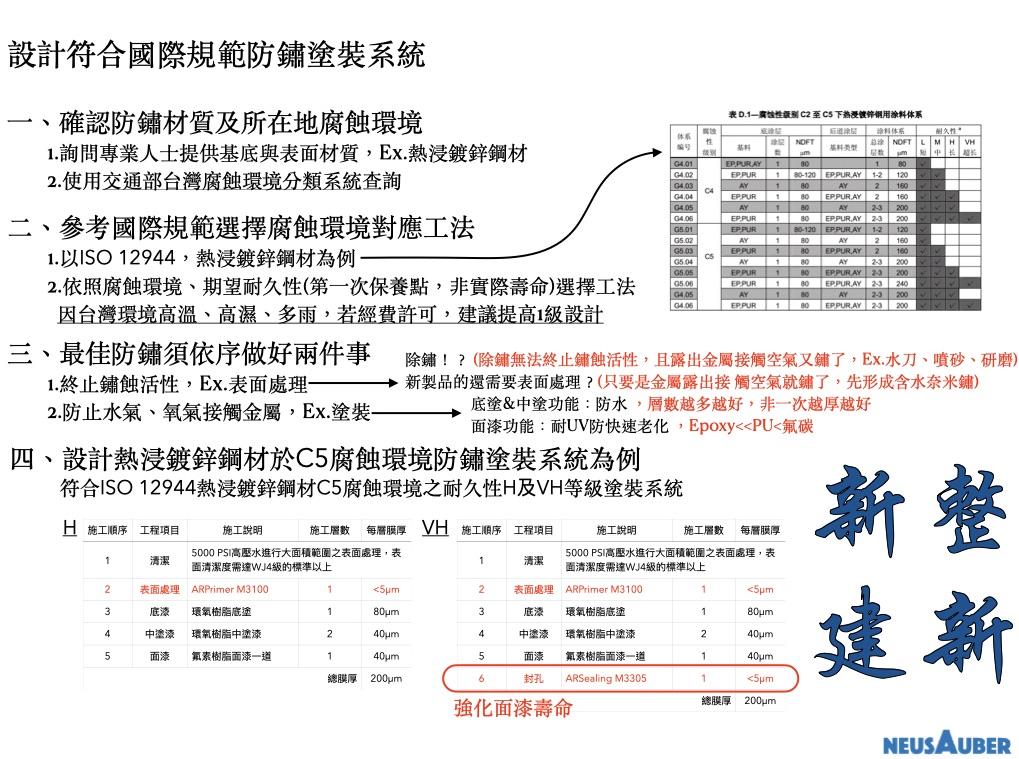 設計符合國際規範防鏽塗裝系統
一、確認防鏽材質及所在地腐蝕環境
1.詢問專業人士提供基底與表面材質，Ex.熱浸鍍鋅鋼材
2.使用交通部台灣腐蝕環境分類系統查詢
二、參考國際規範選擇腐蝕環境對應工法
1.以ISO 12944，熱浸鍍鋅鋼材為例
2.依照腐蝕環境、期望耐久性(第一次保養點，非實際壽命)選擇工法
因台灣環境高溫、高濕、多雨，若經費許可，建議提高1級設計
表 D.1—腐蚀性级别 C2 至 C5 下热浸镀锌钢用涂料体系
体系编号 腐蚀性级别 底涂层 后道涂层 涂料体系 耐久性 a
基料 涂层数 NDFT μm 基料类型 总涂层数 NDFT μm L 短 M 中 H 长 VH 超长
G4.01 C4 EP,PUR,AY 1 80 1 80 ✓
G4.02 EP,PUR 1 80-120 EP,PUR,AY 1-2 120 ✓ ✓
G4.03 AY 1 80 AY 2 160 ✓ ✓
G4.04 EP,PUR 1 80 EP,PUR,AY 2 160 ✓ ✓ ✓
G4.05 AY 1 80 AY 2-3 200 ✓ ✓ ✓
G4.06 EP,PUR 1 80 EP,PUR,AY 2-3 200 ✓ ✓ ✓ ✓
G5.01 C5 EP,PUR 1 80-120 EP,PUR,AY 1-2 120 ✓
G5.02 AY 1 80 AY 2 160 ✓
G5.03 EP,PUR 1 80 EP,PUR,AY 2 160 ✓ ✓
G5.04 AY 1 80 AY 2-3 200 ✓ ✓
G5.05 EP,PUR 1 80 EP,PUR,AY 2-3 200 ✓ ✓ ✓
G5.06 EP,PUR 1 80 EP,PUR,AY 2-3 240 ✓ ✓ ✓ ✓
G4.05 AY 1 80 AY 2-3 200 ✓ ✓ ✓
G4.06 EP,PUR 1 80 EP,PUR,AY 2-3 200 ✓ ✓ ✓ ✓
三、最佳防鏽須依序做好兩件事
1.終止鏽蝕活性，Ex.表面處理
2.防止水氣、氧氣接觸金屬，Ex.塗裝
除鏽！？(除鏽無法終止鏽蝕活性，且露出金屬接觸空氣又鏽了，Ex.水刀、噴砂、研磨)
新製品的還需要表面處理？(只要是金屬露出接 觸空氣就鏽了，先形成含水奈米鏽)
底塗&中塗功能：防水 ，層數越多越好，非一次越厚越好
面漆功能：耐UV防快速老化 ，Epoxy<<PU<氟碳
四、設計熱浸鍍鋅鋼材於C5腐蝕環境防鏽塗裝系統為例
符合ISO 12944熱浸鍍鋅鋼材C5腐蝕環境之耐久性H及VH等級塗裝系統
H
施工順序 工程項目 施工說明 施工層數 每層膜厚
1 清潔 5000 PSI高壓水進行大面積範圍之表面處理，表
面清潔度需達WJ4級的標準以上
2 表面處理 ARPrimer M3100 1 <5μm
3 底漆 環氧樹脂底塗 1 80μm
4 中塗漆 環氧樹脂中塗漆 2 40μm
5 面漆 氟素樹脂面漆一道 1 40μm
總膜厚 200μm
VH
施工順序 工程項目 施工說明 施工層數 每層膜厚
1 清潔 5000 PSI高壓水進行大面積範圍之表面處理，表
面清潔度需達WJ4級的標準以上
2 表面處理 ARPrimer M3100 1 <5μm
3 底漆 環氧樹脂底塗 1 80μm
4 中塗漆 環氧樹脂中塗漆 2 40μm
5 面漆 氟素樹脂面漆一道 1 40μm
6 封孔 ARSealing M3305 1 <5μm
總膜厚 200μm
強化面漆壽命
新 整
建 新
NEUSAUBER